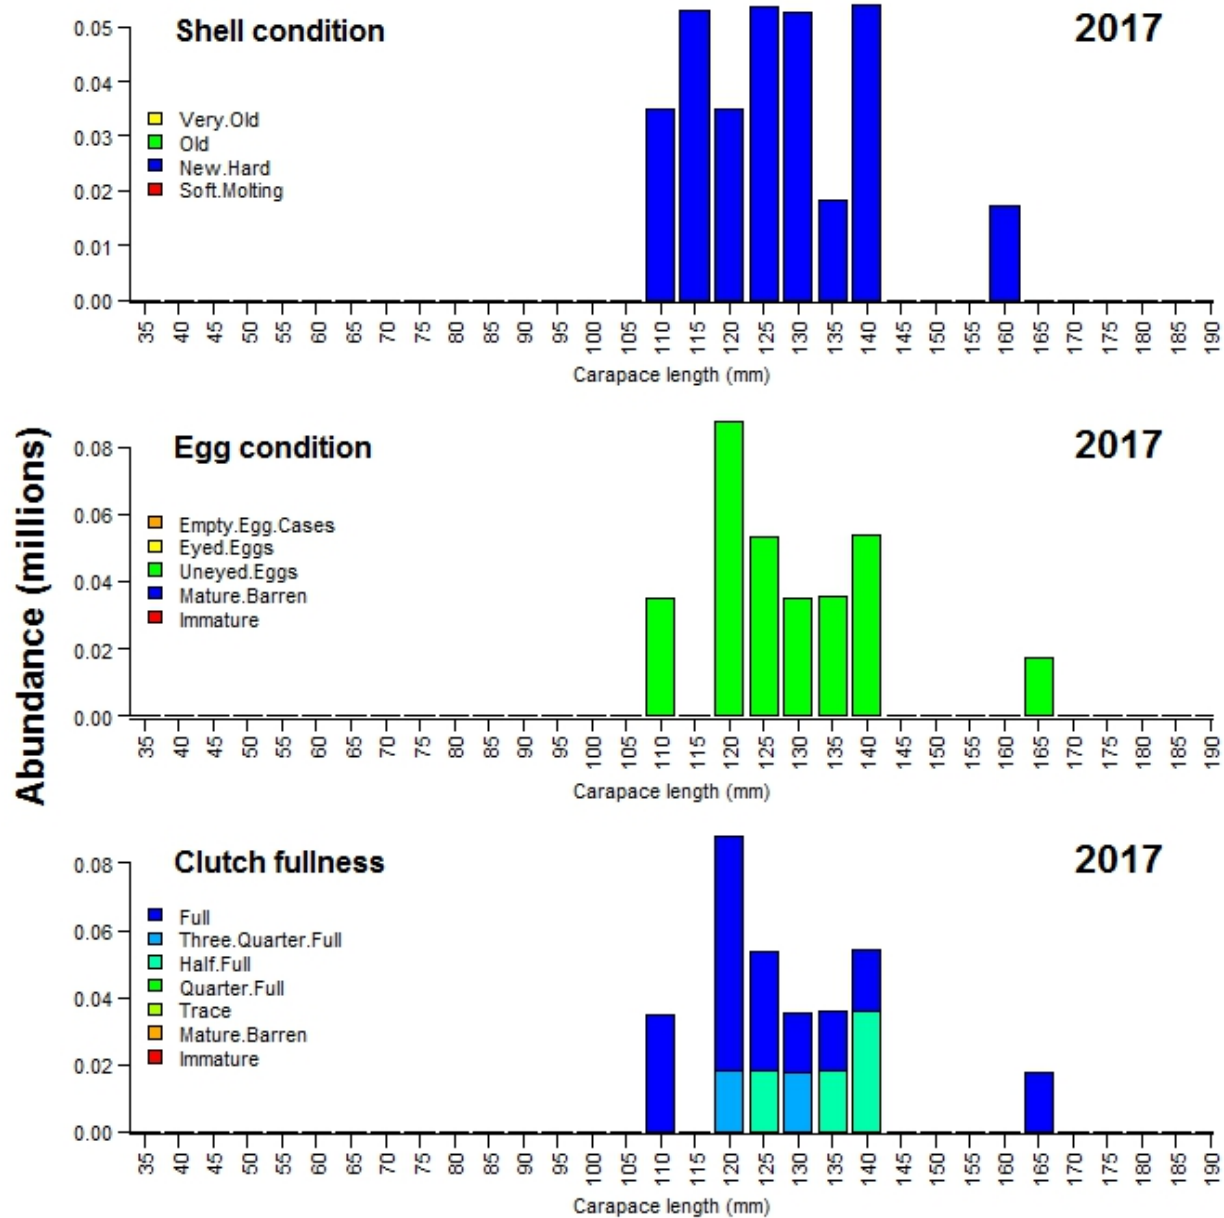 Shell condition 2017
0.05
0.04
0.03
0.02
0.01
0.00
Very.Old
Old
New.Hard
Soft.Molting
35 40 45 50 55 60 65 70 75 80 85 90 95 100 105 110 115 120 125 130 135 140 145 150 155 160 165 170 175 180 185 190
Carapace length (mm)
Abundance (millions)
Egg condition 2017
0.08
0.06
0.04
0.02
0.00
Empty.Egg.Cases
Eyed.Eggs
Uneyed.Eggs
Mature.Barren
Immature
35 40 45 50 55 60 65 70 75 80 85 90 95 100 105 110 115 120 125 130 135 140 145 150 155 160 165 170 175 180 185 190
Carapace length (mm)
Clutch fullness 2017
0.08
0.06
0.04
0.02
0.00
Full
Three.Quarter.Full
Half.Full
Quarter.Full
Trace
Mature.Barren
Immature
35 40 45 50 55 60 65 70 75 80 85 90 95 100 105 110 115 120 125 130 135 140 145 150 155 160 165 170 175 180 185 190
Carapace length (mm)